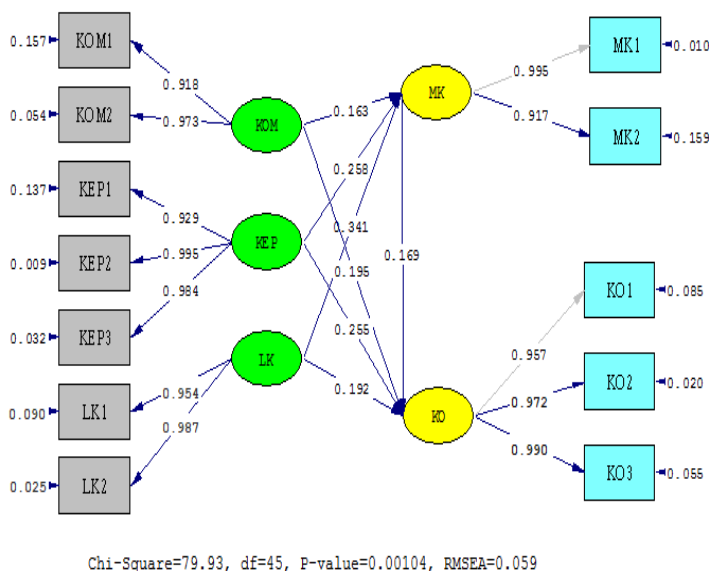 0.157 KOM1
0.054 KOM2
0.137 KEP1
0.009 KEP2
0.032 KEP3
0.090 LK1
0.025 LK2
0.918
0.973
0.929
0.995
0.984
0.954
0.987
KOM
KEP
LK
0.163
0.258
0.341
0.195
0.255
0.192
0.169
MK
KO
0.995
0.917
0.957
0.972
0.990
MK1 0.010
MK2 0.159
KO1 0.085
KO2 0.020
KO3 0.055
Chi-Square=79.93, df=45, P-value=0.00104, RMSEA=0.059